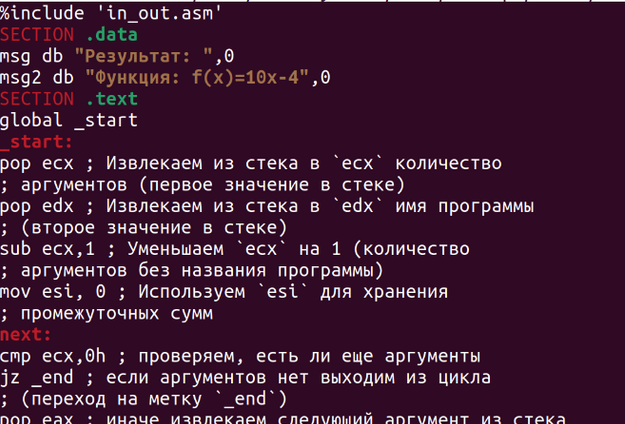 %include 'in_out.asm'
SECTION .data
msg db "Результат: ",0
msg2 db "Функция: f(x)=10x-4",0
SECTION .text
global _start
_start:
pop ecx ; Извлекаем из стека в `ecx` количество
; аргументов (первое значение в стеке)
pop edx ; Извлекаем из стека в `edx` имя программы
; (второе значение в стеке)
sub ecx,1 ; Уменьшаем `ecx` на 1 (количество
; аргументов без названия программы)
mov esi, 0 ; Используем `esi` для хранения
; промежуточных сумм
next:
cmp ecx,0h ; проверяем, есть ли еще аргументы
jz _end ; если аргументов нет выходим из цикла
; (переход на метку `_end`)
pop eax ; иначе извлекаем следующий аргумент из стека